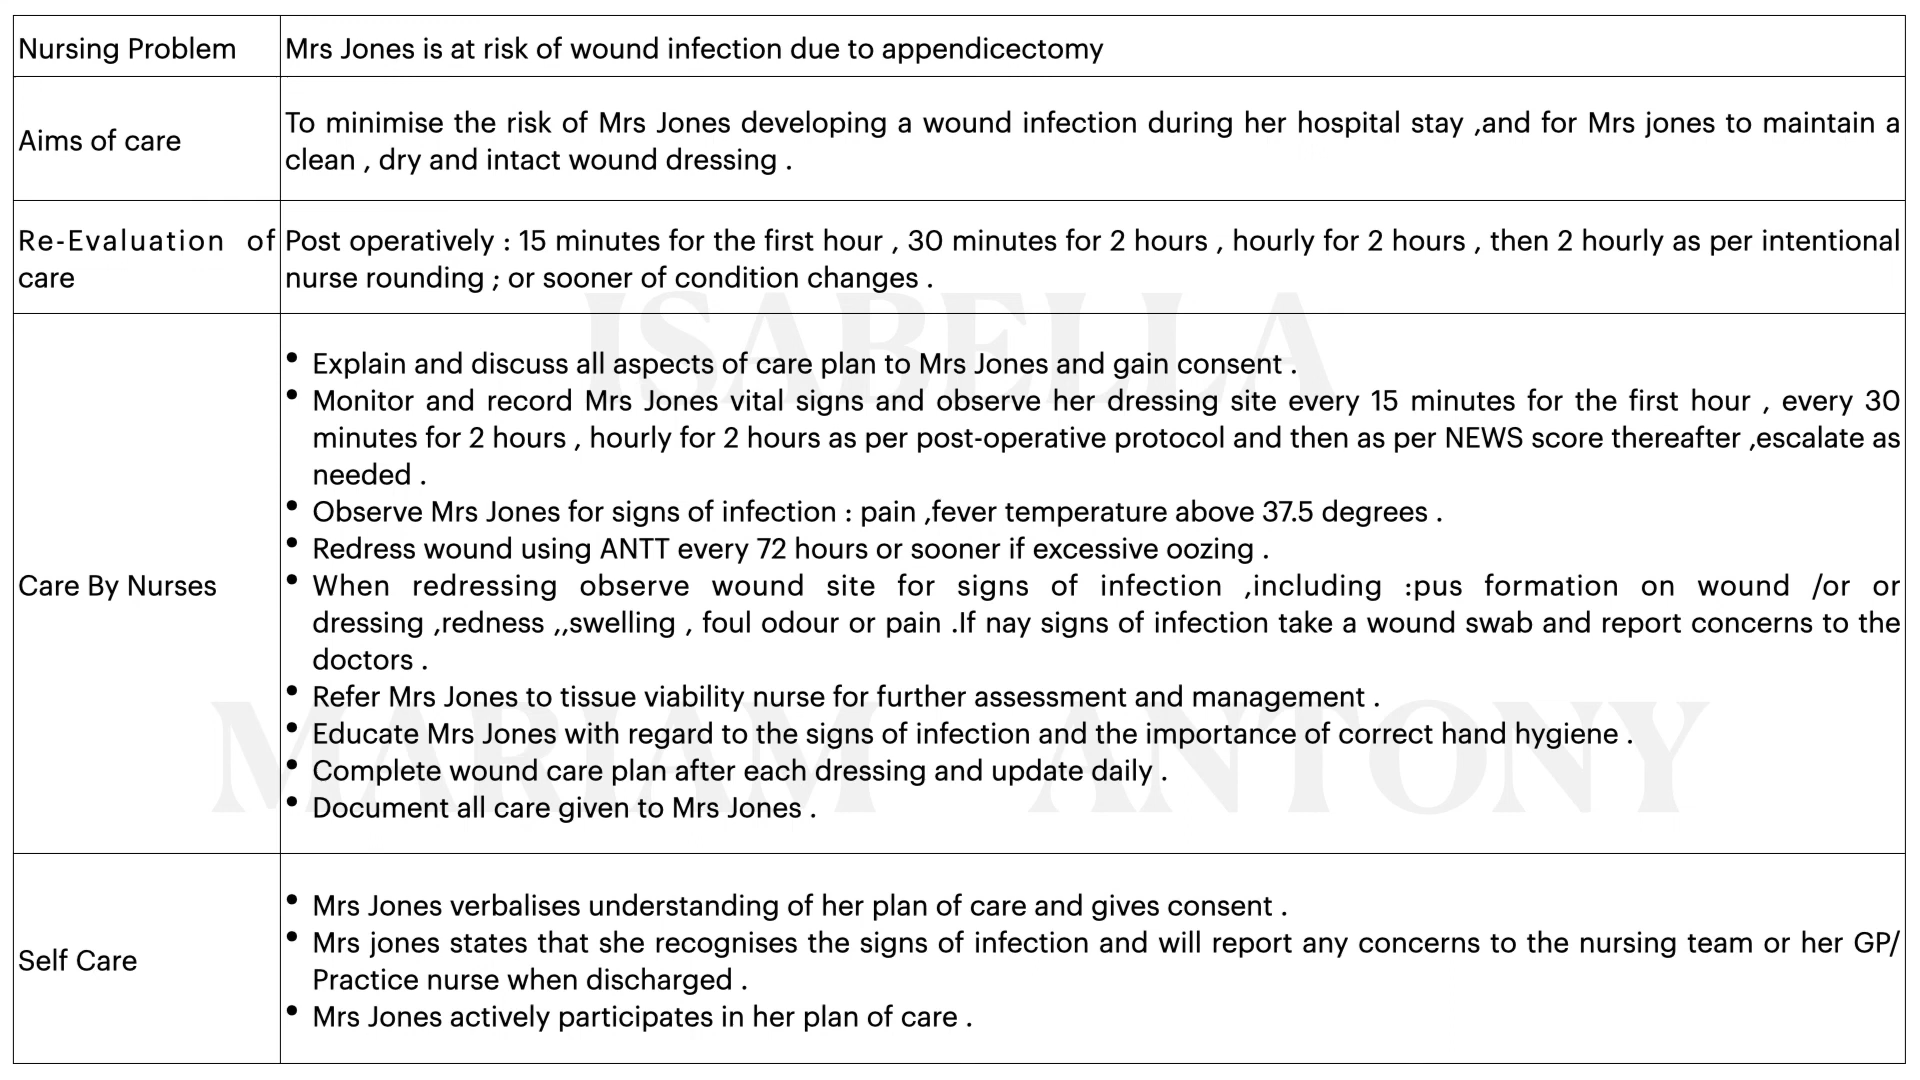 Nursing Problem
Mrs Jones is at risk of wound infection due to appendicectomy
Aims of care
To minimise the risk of Mrs Jones developing a wound infection during her hospital stay ,and for Mrs jones to maintain a
clean , dry and intact wound dressing .
Re-Evaluation of
care
Post operatively : 15 minutes for the first hour , 30 minutes for 2 hours , hourly for 2 hours , then 2 hourly as per intentional
nurse rounding ; or sooner of condition changes .
Care By Nurses
• Explain and discuss all aspects of care plan to Mrs Jones and gain consent .
• Monitor and record Mrs Jones vital signs and observe her dressing site every 15 minutes for the first hour , every 30
minutes for 2 hours , hourly for 2 hours as per post-operative protocol and then as per NEWS score thereafter ,escalate as
needed .
• Observe Mrs Jones for signs of infection : pain ,fever temperature above 37.5 degrees .
• Redress wound using ANTT every 72 hours or sooner if excessive oozing .
• When redressing observe wound site for signs of infection ,including :pus formation on wound /or or
dressing ,redness ,,swelling , foul odour or pain .If nay signs of infection take a wound swab and report concerns to the
doctors .
• Refer Mrs Jones to tissue viability nurse for further assessment and management .
• Educate Mrs Jones with regard to the signs of infection and the importance of correct hand hygiene .
• Complete wound care plan after each dressing and update daily .
• Document all care given to Mrs Jones .
Self Care
• Mrs Jones verbalises understanding of her plan of care and gives consent .
• Mrs jones states that she recognises the signs of infection and will report any concerns to the nursing team or her GP/
Practice nurse when discharged .
• Mrs Jones actively participates in her plan of care .
ISABELLA
MARIAM ANTONY